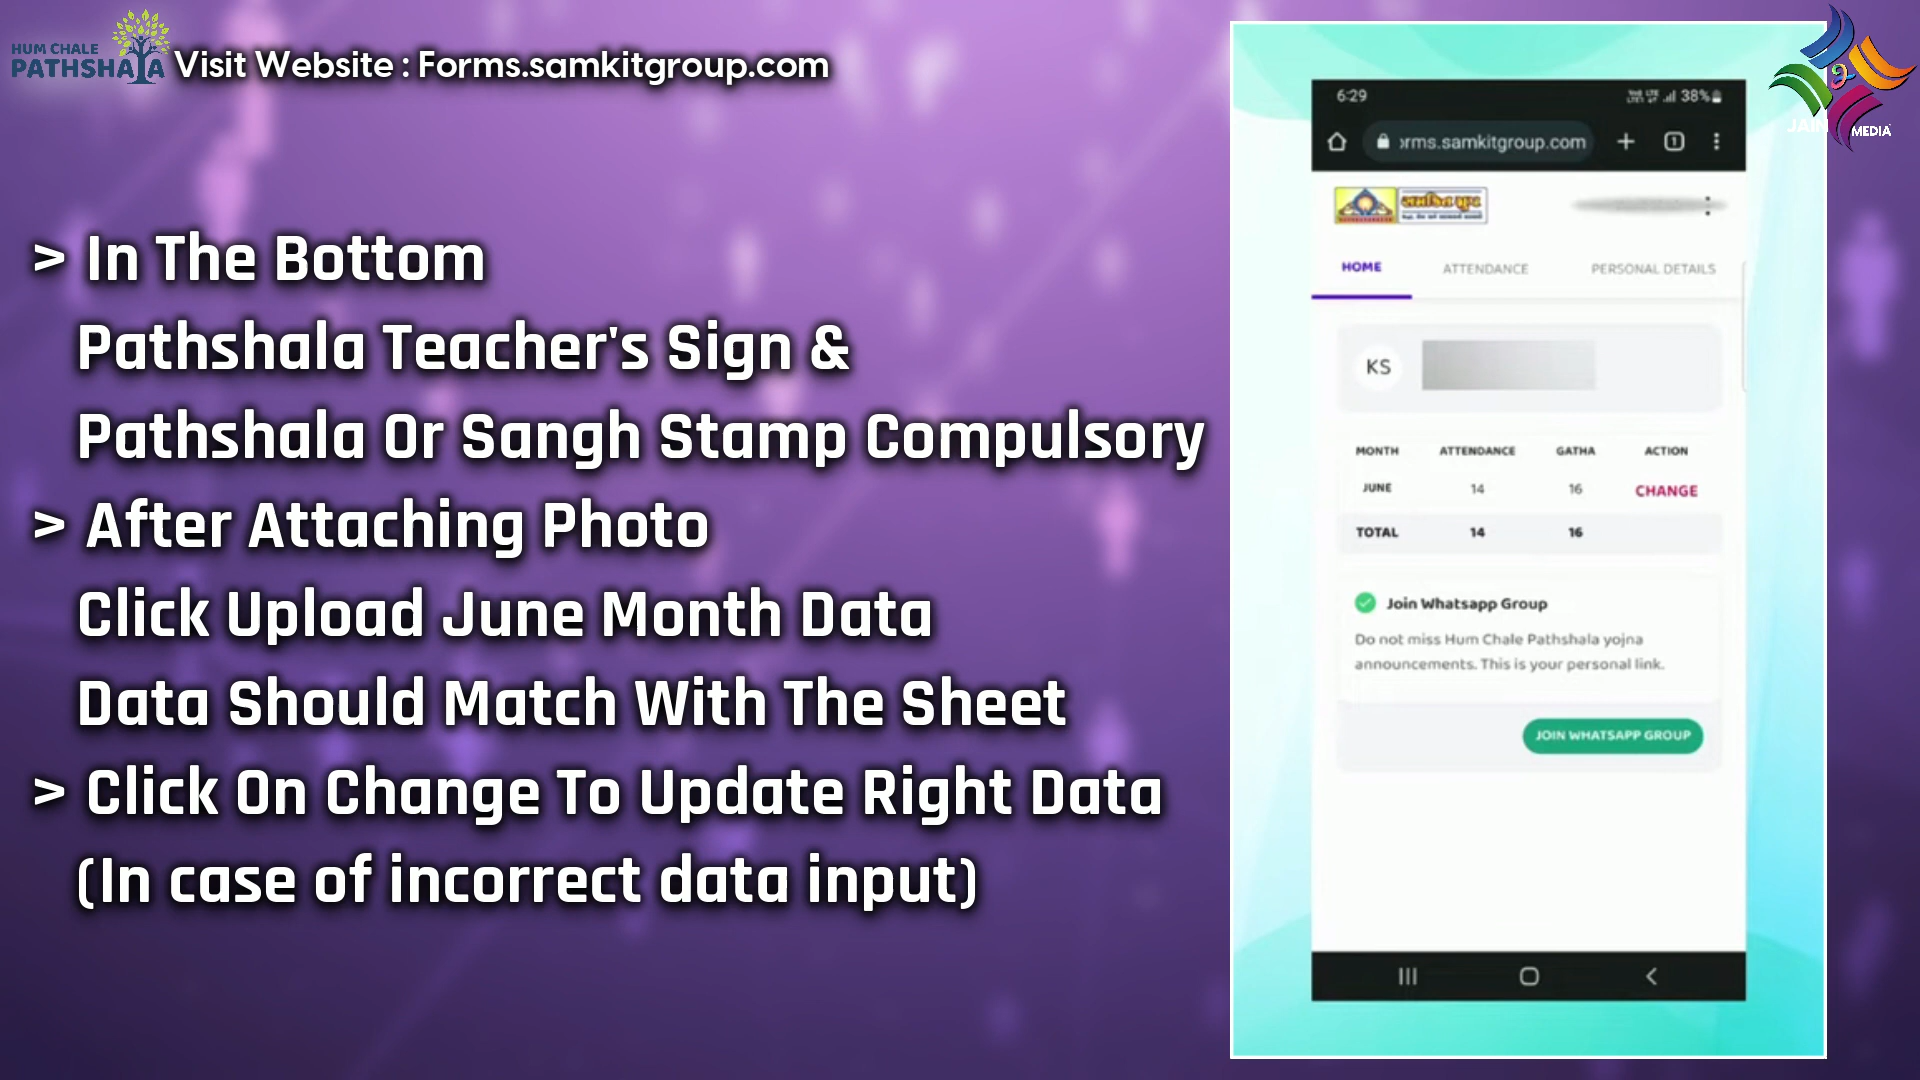 HUM CHALE
PATHSHALA
Visit Website : Forms.samkitgroup.com
> In The Bottom
Pathshala Teacher's Sign &
Pathshala Or Sangh Stamp Compulsory
> After Attaching Photo
Click Upload June Month Data
Data Should Match With The Sheet
> Click On Change To Update Right Data
(In case of incorrect data input)
JAIN MEDIA
6:29 38%
orms.samkitgroup.com 1
સમકિત ગ્રુપ
HOME ATTENDANCE PERSONAL DETAILS
KS
MONTH ATTENDANCE GATHA ACTION
JUNE 14 16 CHANGE
TOTAL 14 16
Join Whatsapp Group
Do not miss Hum Chale Pathshala yojna
announcements. This is your personal link.
JOIN WHATSAPP GROUP